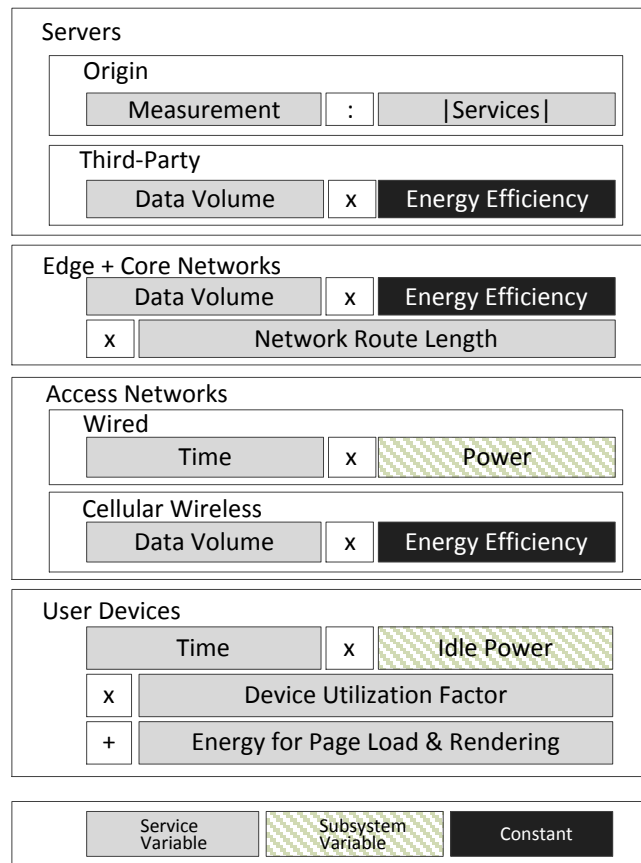 Servers
Origin
Measurement : |Services|
Third-Party
Data Volume x Energy Efficiency
Edge + Core Networks
Data Volume x Energy Efficiency
x Network Route Length
Access Networks
Wired
Time x Power
Cellular Wireless
Data Volume x Energy Efficiency
User Devices
Time x Idle Power
x Device Utilization Factor
+ Energy for Page Load & Rendering
Service Variable
Subsystem Variable
Constant